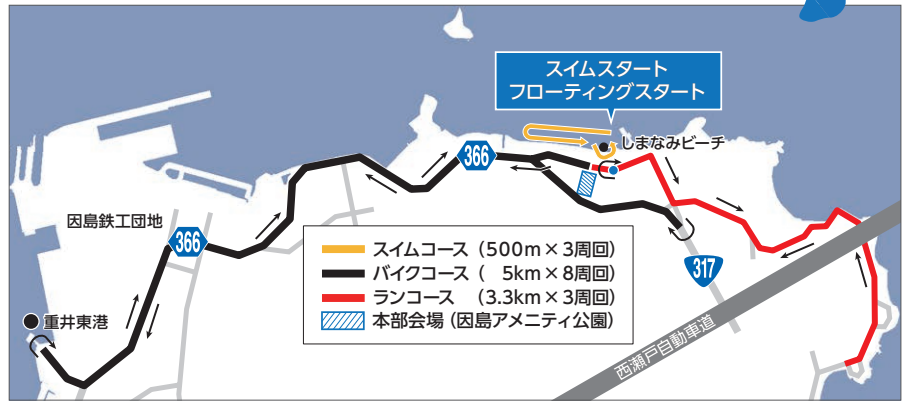 スイムスタート
フローティングスタート
しまなみビーチ
366
因島鉄工団地
366
重井東港
317
西瀬戸自動車道
スイムコース（500m×3周回）
バイクコース（ 5km×8周回）
ランコース （3.3km×3周回）
本部会場（因島アメニティ公園）